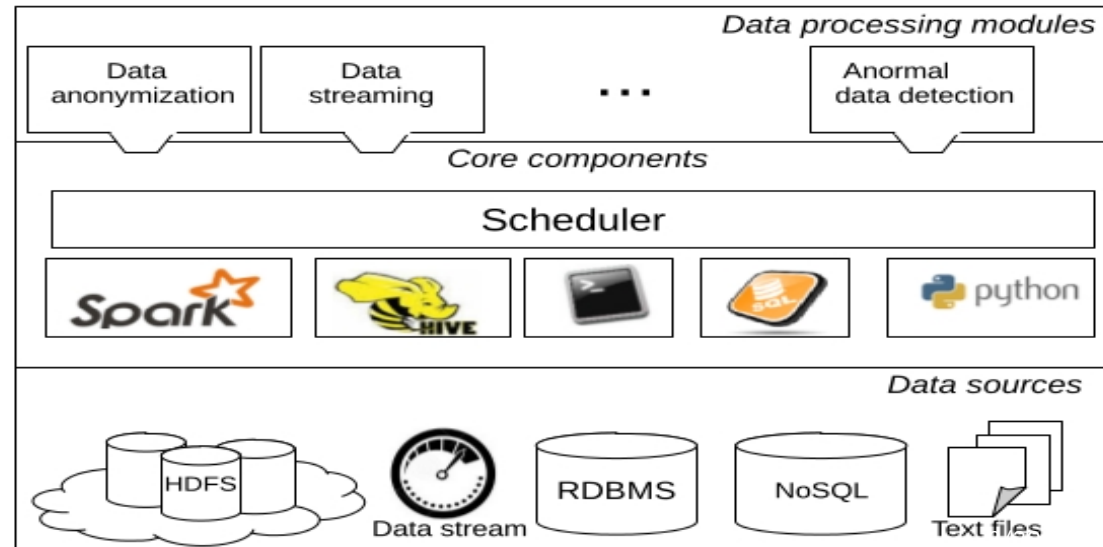 Data processing modules
Data
anonymization
Data
streaming
...
Anormal
data detection
Core components
Scheduler
Spark
HIVE
>_
SQL
python
Data sources
HDFS
Data stream
RDBMS
NoSQL
Text files